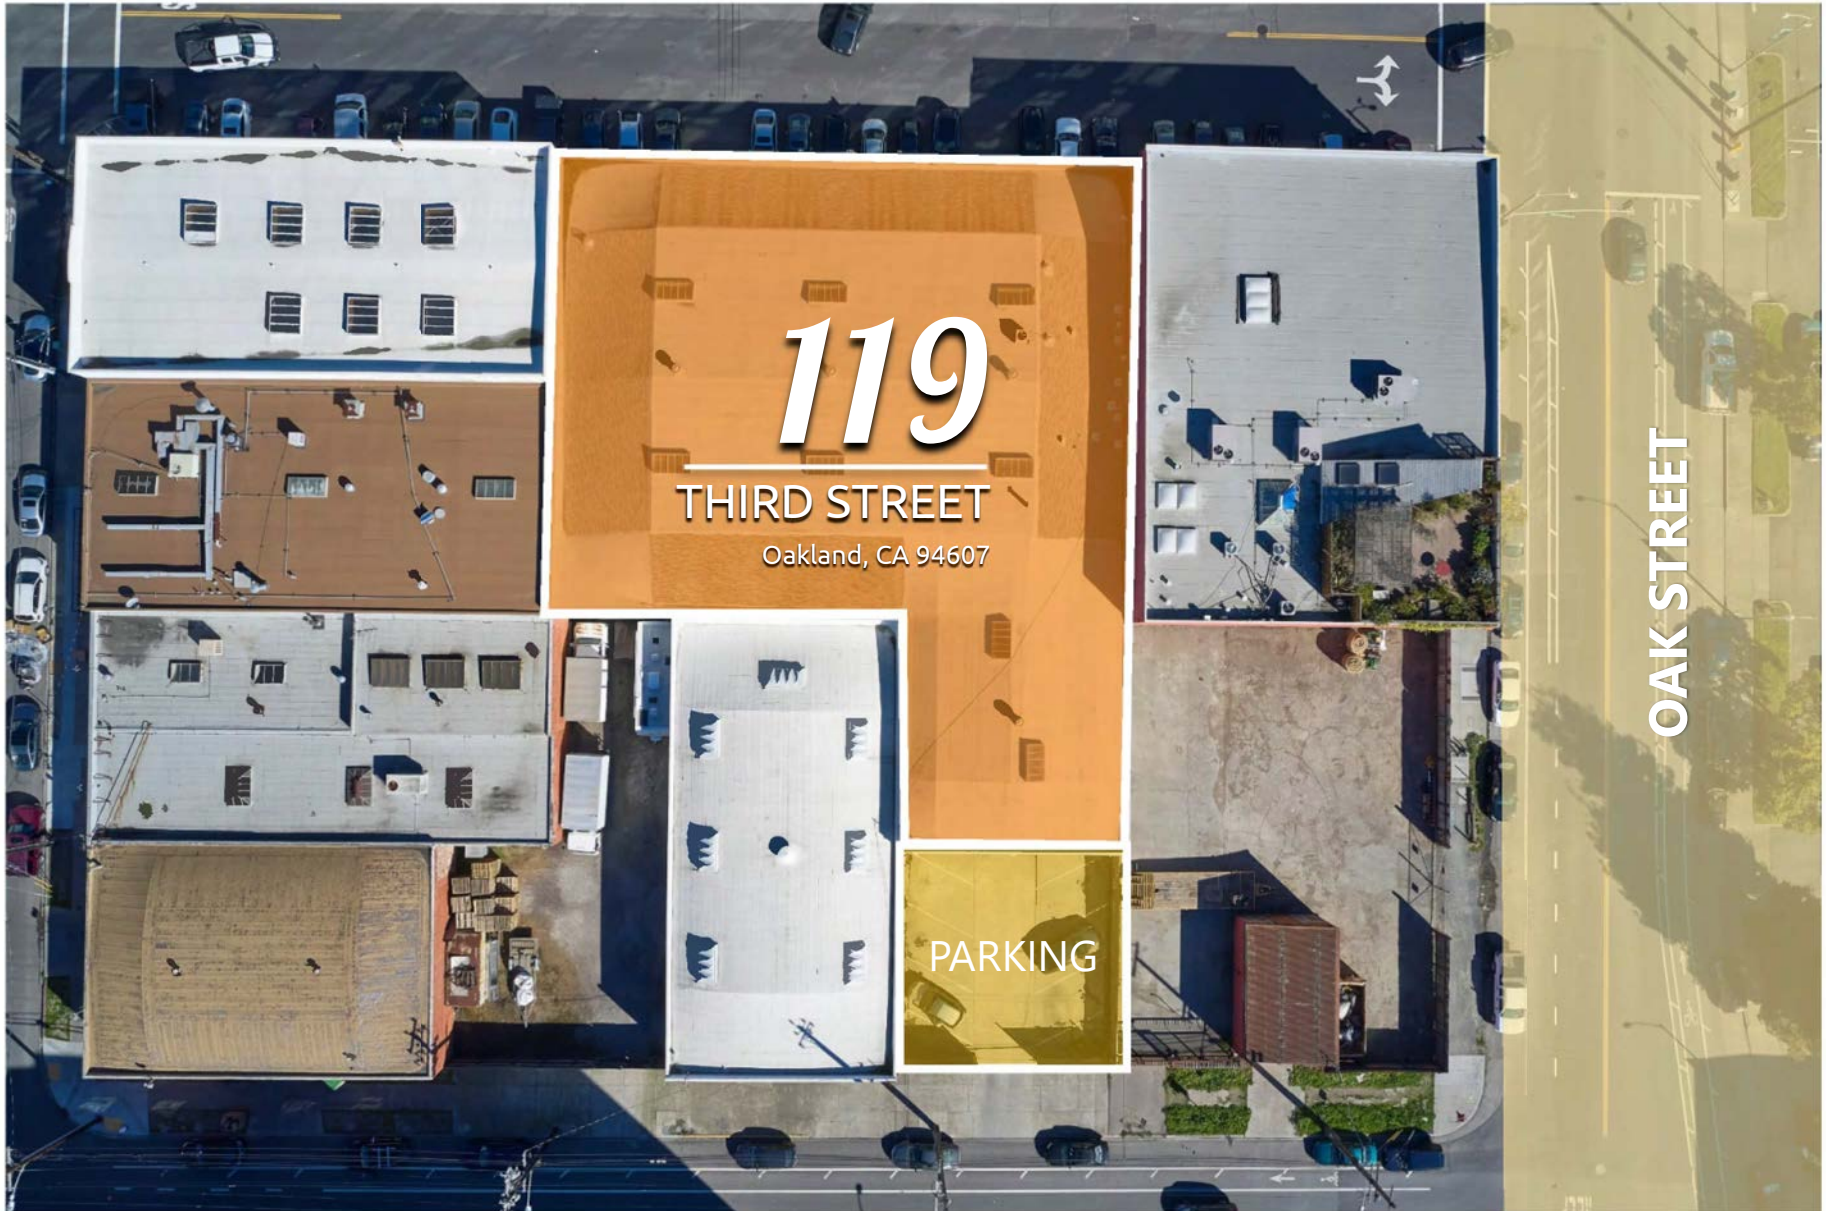 119
THIRD STREET
Oakland, CA 94607
OAK STREET
PARKING